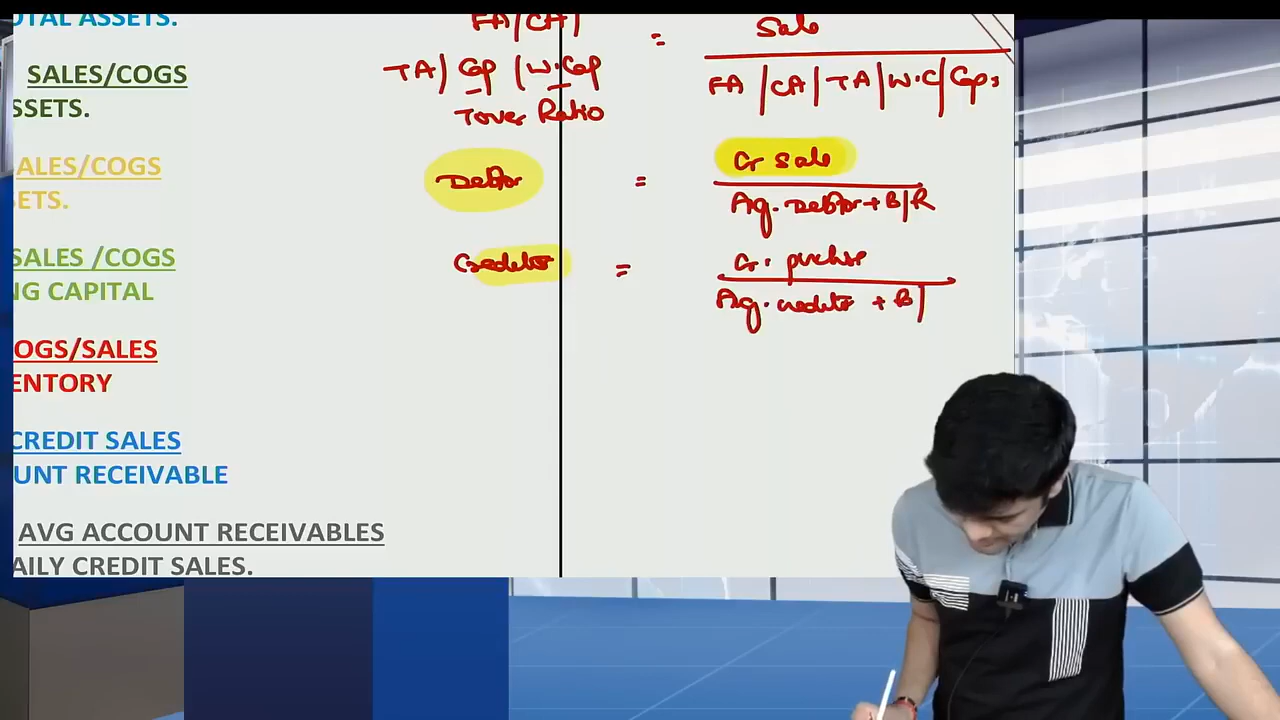 OTAL ASSETS.
SALES/COGS
SSETS.
ALES/COGS
ETS.
SALES /COGS
NG CAPITAL
OGS/SALES
ENTORY
CREDIT SALES
UNT RECEIVABLE
AVG ACCOUNT RECEIVABLES
AILY CREDIT SALES.
FA/CA/ = Sale
TA) Cap (W.Cap FA/CA/TA/W.C/Cap.
Tover Ratio
Debtor = Cr Sale
Avg. Debtor + B/R
Creditor = Cr. purchse
Avg. creditor + B/